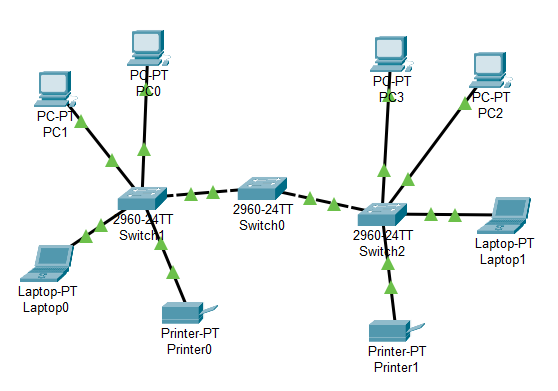 PC-PT
PC0
PC-PT
PC3
PC-PT
PC1
PC-PT
PC2
2960-24TT
Switch1
2960-24TT
Switch0
2960-24TT
Switch2
Laptop-PT
Laptop1
Laptop-PT
Laptop0
Printer-PT
Printer0
Printer-PT
Printer1